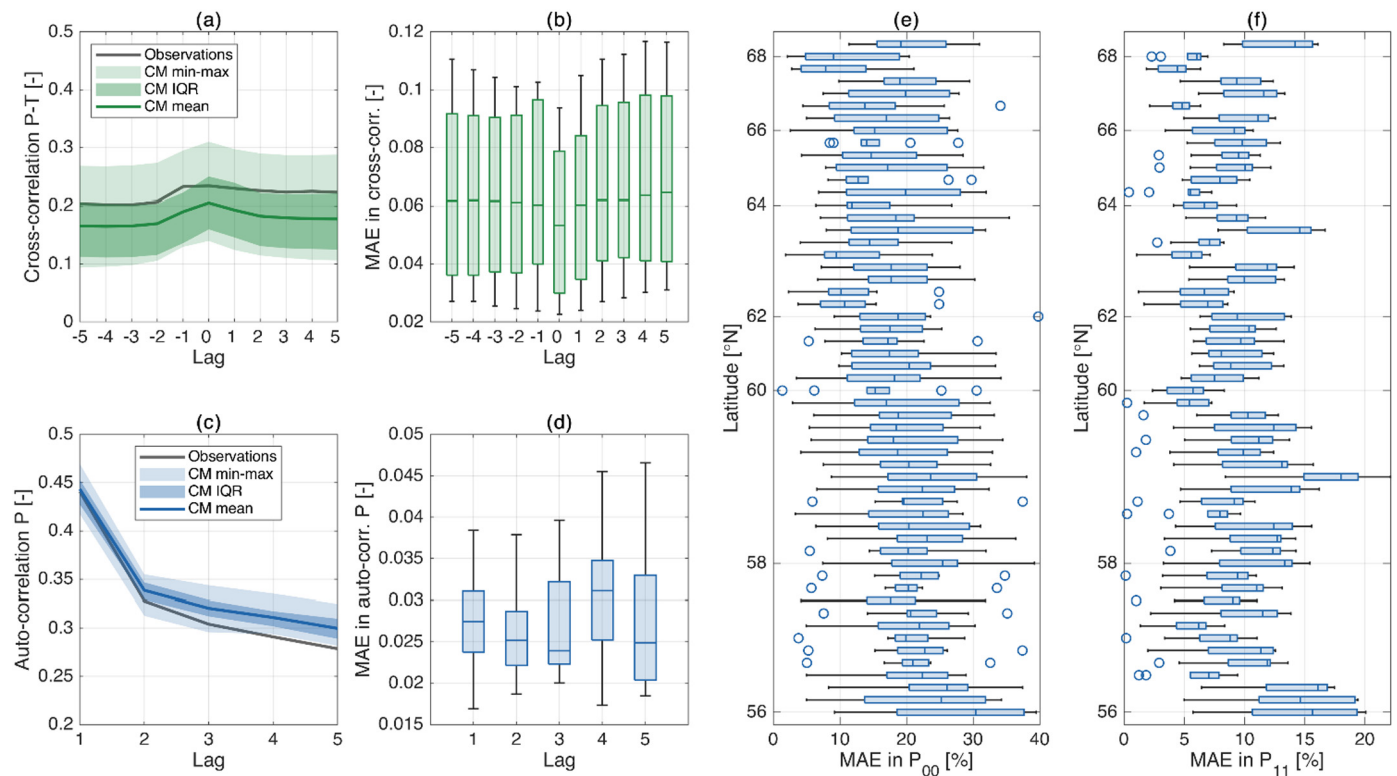 (a)
0.5
0.4
0.3
0.2
0.1
0
Cross-correlation P-T [-]
Observations
CM min-max
CM IQR
CM mean
-5 -4 -3 -2 -1 0 1 2 3 4 5
Lag
(b)
0.12
0.1
0.08
0.06
0.04
0.02
MAE in cross-corr. [-]
-5 -4 -3 -2 -1 0 1 2 3 4 5
Lag
(c)
0.5
0.45
0.4
0.35
0.3
0.25
0.2
Auto-correlation P [-]
Observations
CM min-max
CM IQR
CM mean
1 2 3 4 5
Lag
(d)
0.05
0.045
0.04
0.035
0.03
0.025
0.02
0.015
MAE in auto-corr. P [-]
1 2 3 4 5
Lag
(e)
68
66
64
62
60
58
56
Latitude [°N]
0 10 20 30 40
MAE in P00 [%]
(f)
68
66
64
62
60
58
56
Latitude [°N]
0 5 10 15 20
MAE in P11 [%]